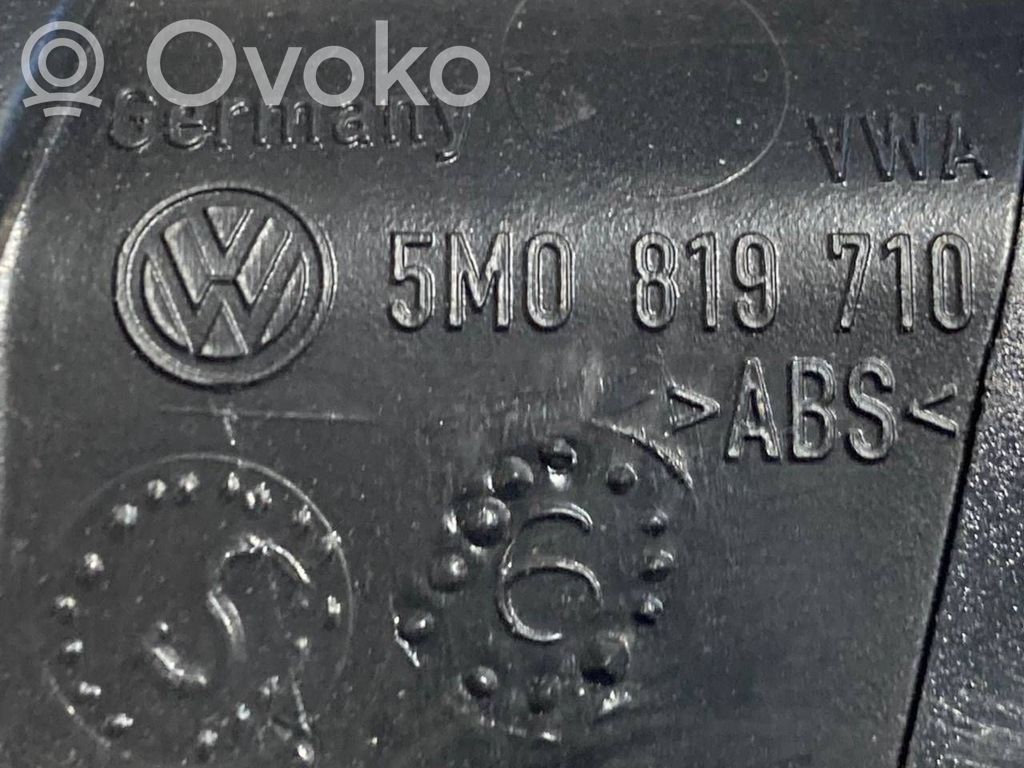 Ovoko
Germany
VWA
5M0 819 710
>ABS<